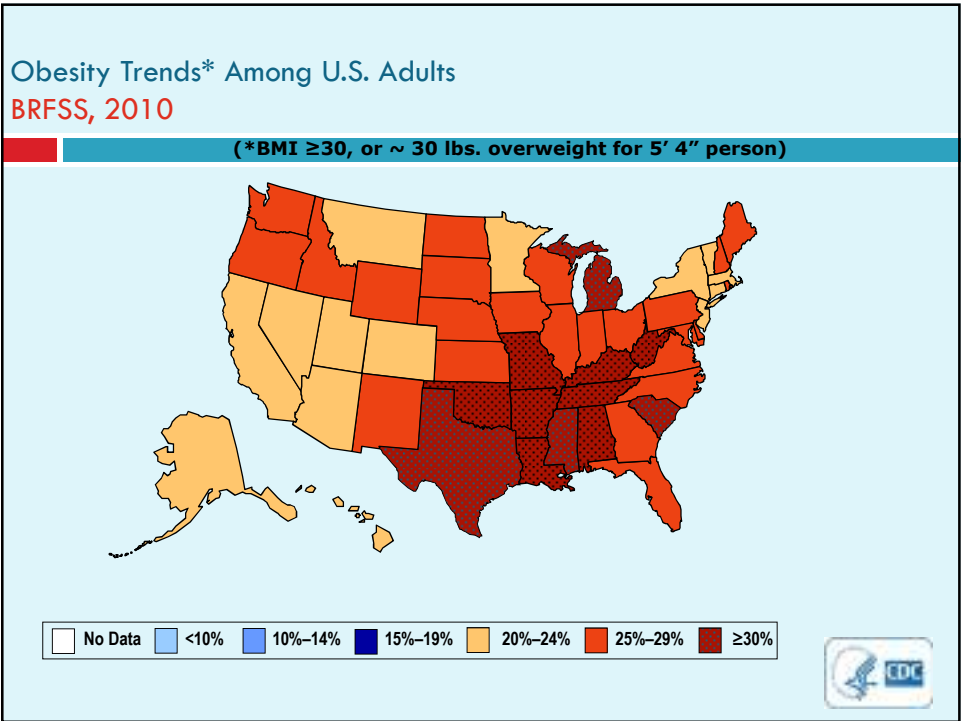 Obesity Trends* Among U.S. Adults
BRFSS, 2010
(*BMI ≥30, or ~ 30 lbs. overweight for 5’ 4” person)
No Data <10% 10%–14% 15%–19% 20%–24% 25%–29% ≥30%
CDC